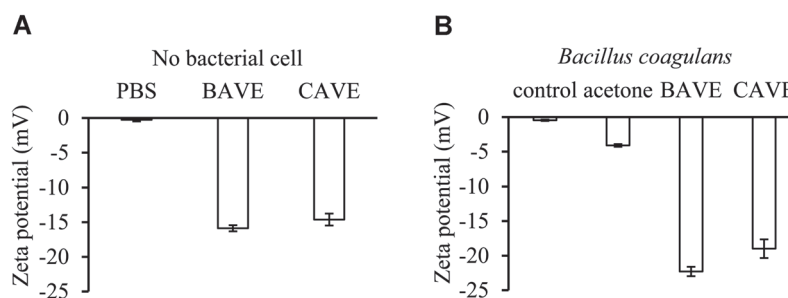 A
No bacterial cell
PBS BAVE CAVE
Zeta potential (mV)
0
-5
-10
-15
-20
-25
B
Bacillus coagulans
control acetone BAVE CAVE
Zeta potential (mV)
0
-5
-10
-15
-20
-25